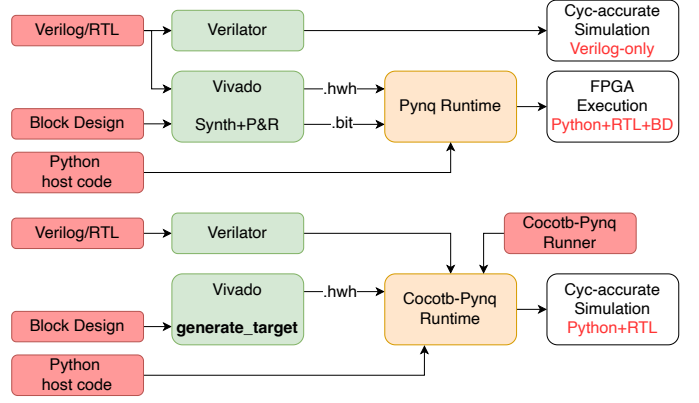 Verilog/RTL
Verilator
Cyc-accurate
Simulation
Verilog-only
Vivado
Synth+P&R
.hwh
.bit
Pynq Runtime
FPGA
Execution
Python+RTL+BD
Block Design
Python
host code
Verilog/RTL
Verilator
Cocotb-Pynq
Runner
Vivado
generate_target
.hwh
Cocotb-Pynq
Runtime
Cyc-accurate
Simulation
Python+RTL
Block Design
Python
host code